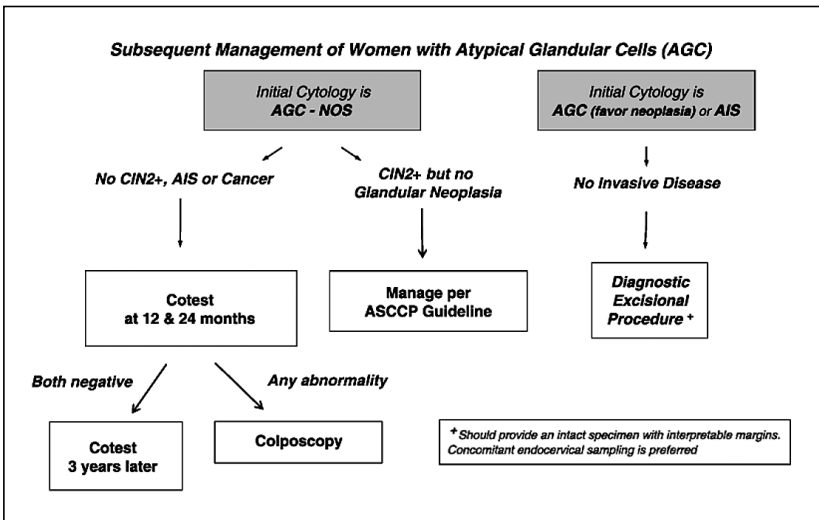 Subsequent Management of Women with Atypical Glandular Cells (AGC)
Initial Cytology is
AGC - NOS
Initial Cytology is
AGC (favor neoplasia) or AIS
No CIN2+, AIS or Cancer
CIN2+ but no
Glandular Neoplasia
No Invasive Disease
Cotest
at 12 & 24 months
Manage per
ASCCP Guideline
Diagnostic
Excisional
Procedure +
Both negative
Any abnormality
Cotest
3 years later
Colposcopy
+ Should provide an intact specimen with interpretable margins.
Concomitant endocervical sampling is preferred